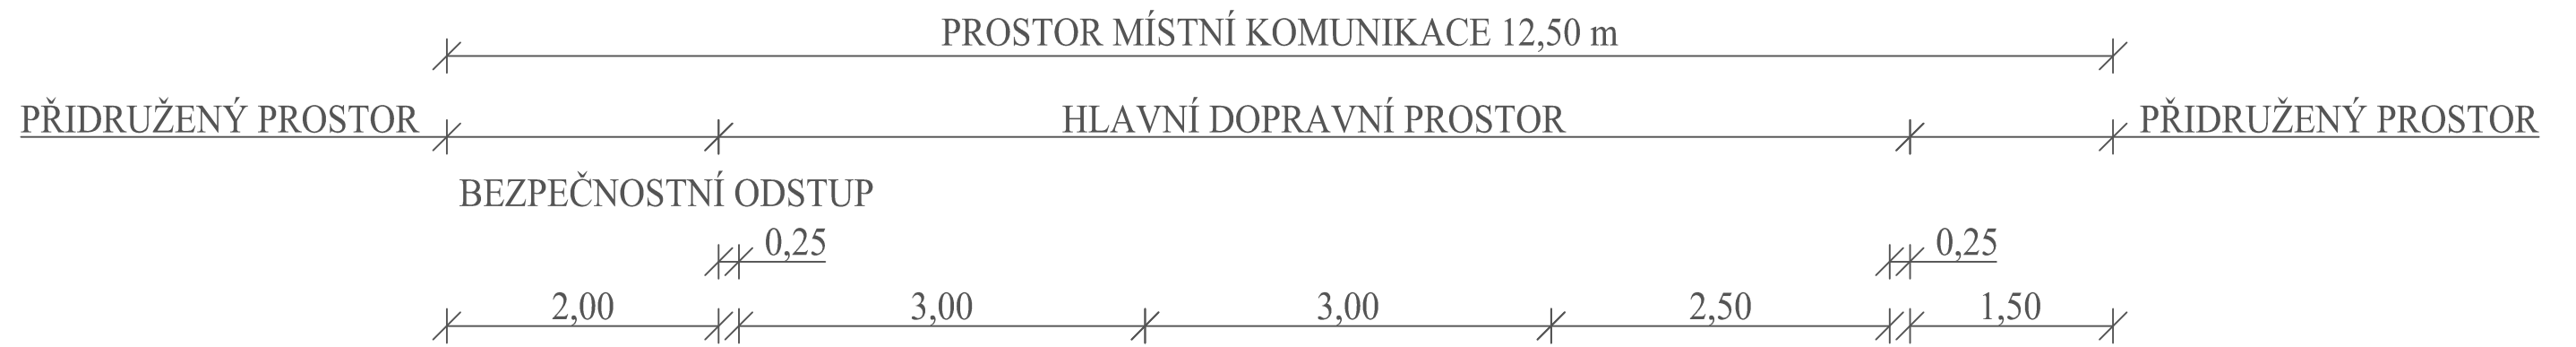 PROSTOR MÍSTNÍ KOMUNIKACE 12,50 m
PŘIDRUŽENÝ PROSTOR HLAVNÍ DOPRAVNÍ PROSTOR PŘIDRUŽENÝ PROSTOR
BEZPEČNOSTNÍ ODSTUP
0,25 0,25
2,00 3,00 3,00 2,50 1,50